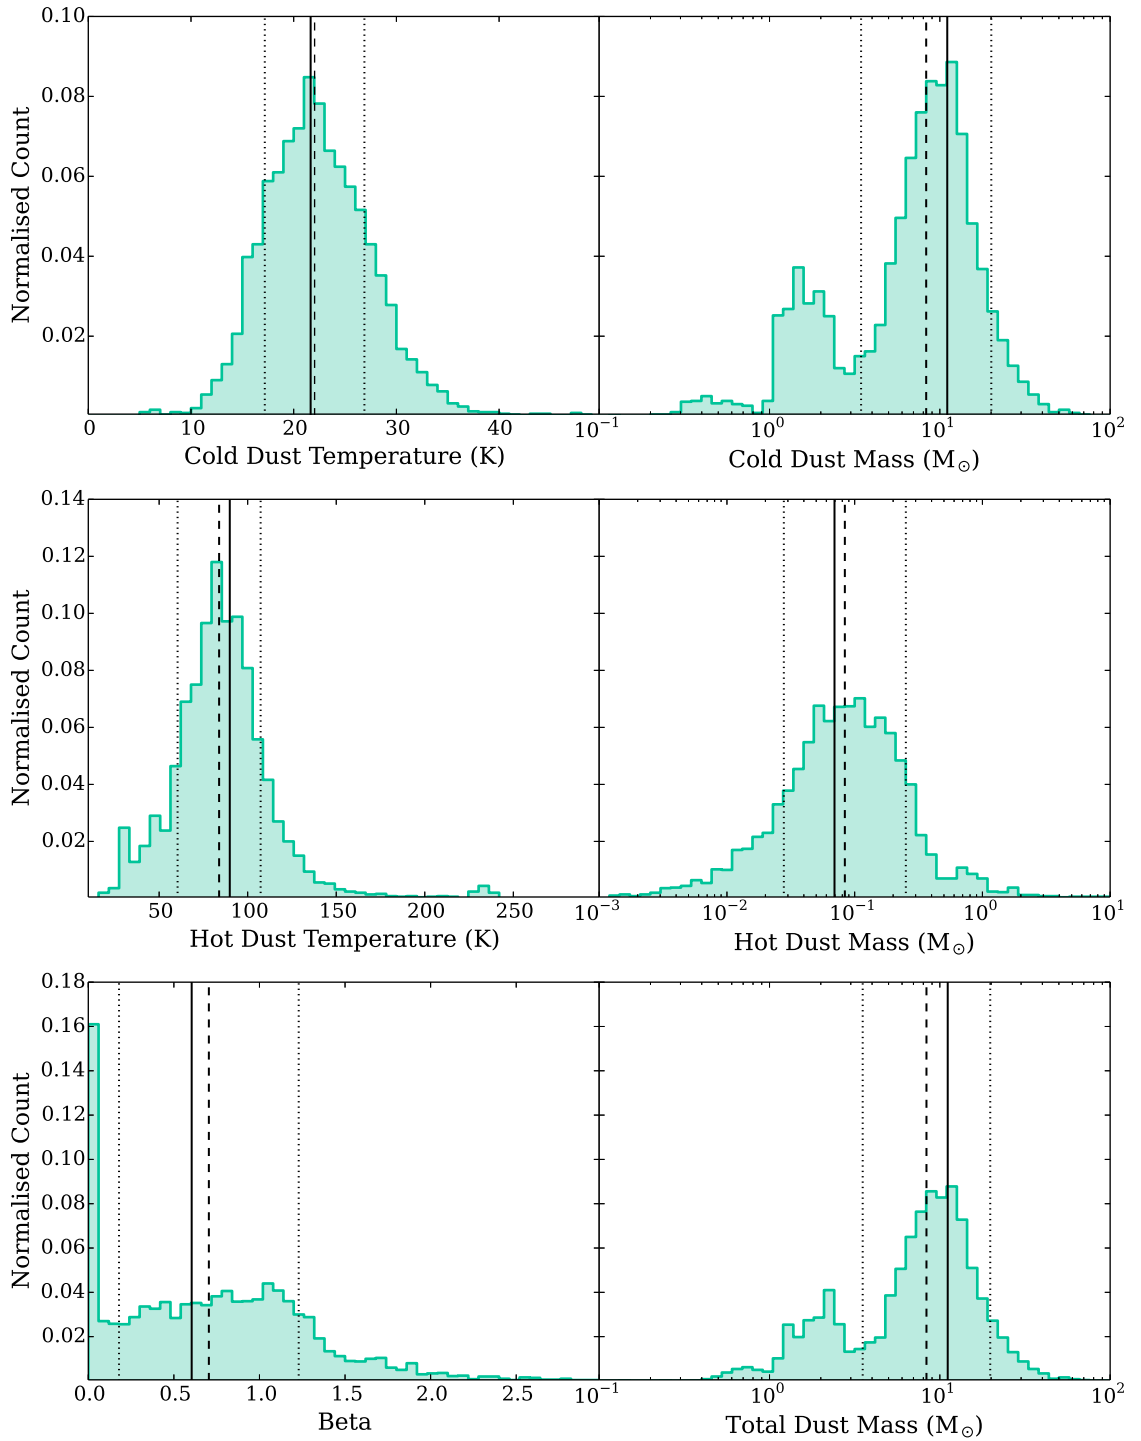 0.10
0.08
0.06
0.04
0.02
Normalised Count
0 10 20 30 40
Cold Dust Temperature (K)
10⁻¹ 10⁰ 10¹ 10²
Cold Dust Mass (M☉)
0.14
0.12
0.10
0.08
0.06
0.04
0.02
Normalised Count
50 100 150 200 250
Hot Dust Temperature (K)
10⁻³ 10⁻² 10⁻¹ 10⁰ 10¹
Hot Dust Mass (M☉)
0.18
0.16
0.14
0.12
0.10
0.08
0.06
0.04
0.02
Normalised Count
0.0 0.5 1.0 1.5 2.0 2.5
Beta
10⁻¹ 10⁰ 10¹ 10²
Total Dust Mass (M☉)